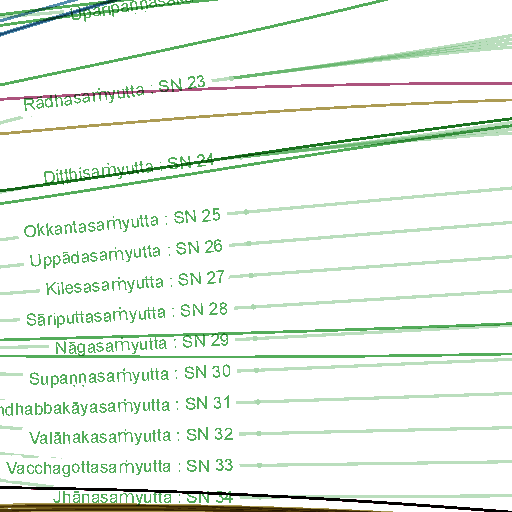 Rādhasaṁyutta : SN 23
Diṭṭhisaṁyutta : SN 24
Okkantasaṁyutta : SN 25
Uppādasaṁyutta : SN 26
Kilesasaṁyutta : SN 27
Sāriputtasaṁyutta : SN 28
Nāgasaṁyutta : SN 29
Supaṇṇasaṁyutta : SN 30
ndhabbakāyasaṁyutta : SN 31
Valāhakasaṁyutta : SN 32
Vacchagottasaṁyutta : SN 33
Jhānasaṁyutta : SN 34